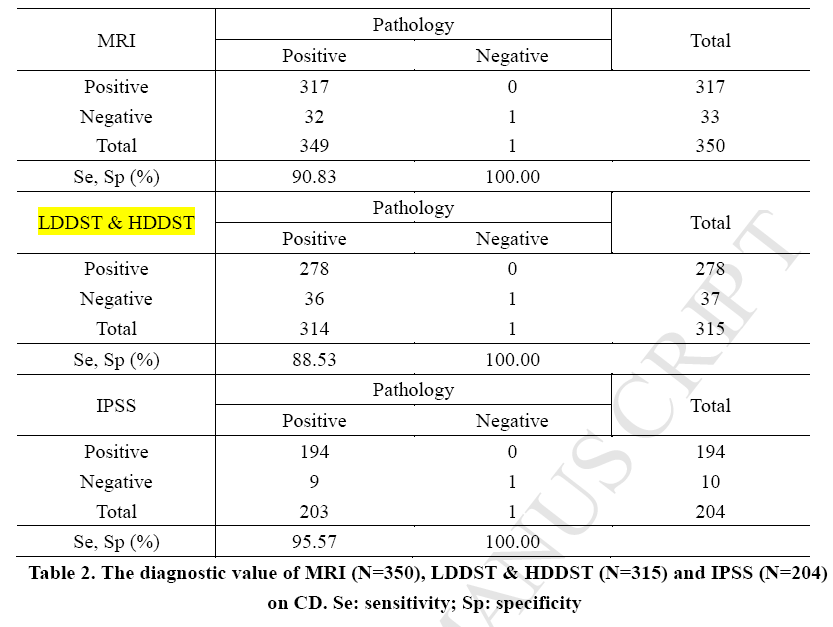 MRI Pathology Total
Positive Negative
Positive 317 0 317
Negative 32 1 33
Total 349 1 350
Se, Sp (%) 90.83 100.00
LDDST & HDDST Pathology Total
Positive Negative
Positive 278 0 278
Negative 36 1 37
Total 314 1 315
Se, Sp (%) 88.53 100.00
IPSS Pathology Total
Positive Negative
Positive 194 0 194
Negative 9 1 10
Total 203 1 204
Se, Sp (%) 95.57 100.00
Table 2. The diagnostic value of MRI (N=350), LDDST & HDDST (N=315) and IPSS (N=204)
on CD. Se: sensitivity; Sp: specificity
MANUSCRIPT